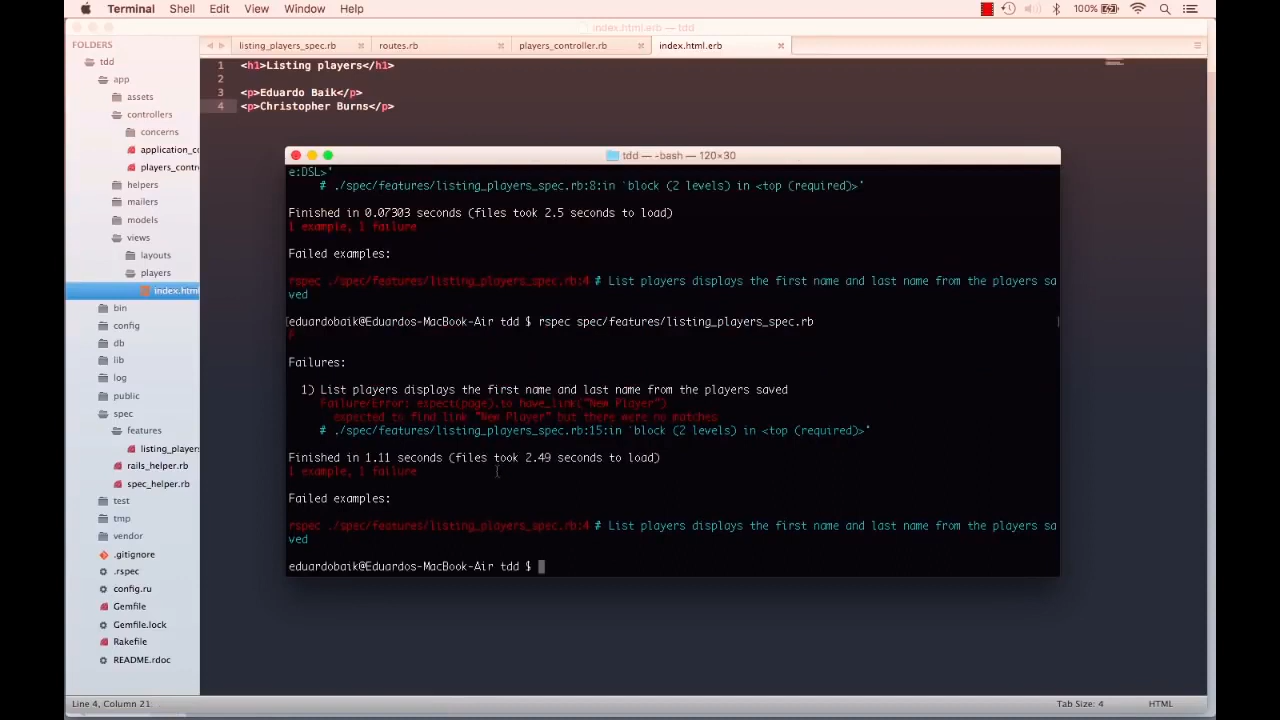 Terminal Shell Edit View Window Help 100%
index.html.erb — tdd
FOLDERS
listing_players_spec.rb routes.rb players_controller.rb index.html.erb
tdd
app
assets
controllers
concerns
application_c
players_contr
helpers
mailers
models
views
layouts
players
index.html
bin
config
db
lib
log
public
spec
features
listing_players
rails_helper.rb
spec_helper.rb
test
tmp
vendor
.gitignore
.rspec
config.ru
Gemfile
Gemfile.lock
Rakefile
README.rdoc
1 <h1>Listing players</h1>
2
3 <p>Eduardo Baik</p>
4 <p>Christopher Burns</p>
tdd — -bash — 120×30
e:DSL>'
# ./spec/features/listing_players_spec.rb:8:in `block (2 levels) in <top (required)>'
Finished in 0.07303 seconds (files took 2.5 seconds to load)
1 example, 1 failure
Failed examples:
rspec ./spec/features/listing_players_spec.rb:4 # List players displays the first name and last name from the players sa
ved
[eduardobaik@Eduardos-MacBook-Air tdd $ rspec spec/features/listing_players_spec.rb ]
F
Failures:
1) List players displays the first name and last name from the players saved
Failure/Error: expect(page).to have_link("New Player")
expected to find link "New Player" but there were no matches
# ./spec/features/listing_players_spec.rb:15:in `block (2 levels) in <top (required)>'
Finished in 1.11 seconds (files took 2.49 seconds to load)
1 example, 1 failure
Failed examples:
rspec ./spec/features/listing_players_spec.rb:4 # List players displays the first name and last name from the players sa
ved
eduardobaik@Eduardos-MacBook-Air tdd $
Line 4, Column 21 Tab Size: 4 HTML